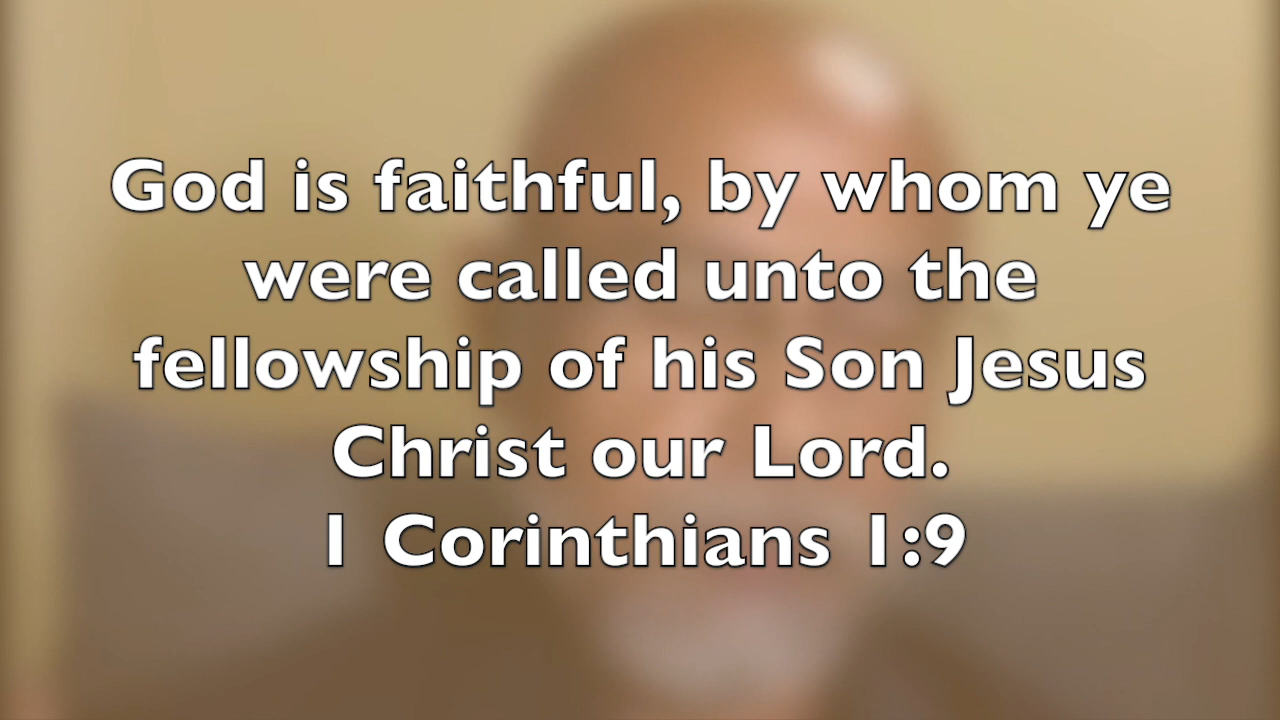 God is faithful, by whom ye
were called unto the
fellowship of his Son Jesus
Christ our Lord.
1 Corinthians 1:9